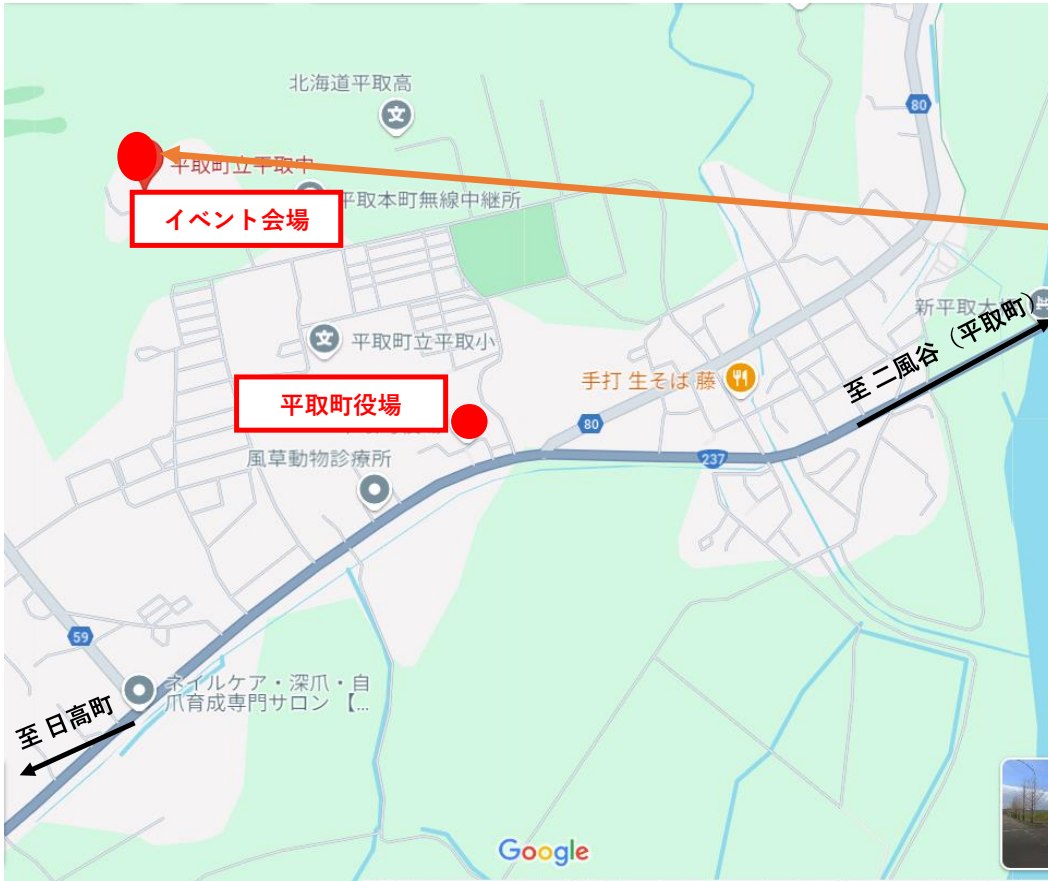 北海道平取高
80
平取町立平取中
平取本町無線中継所
イベント会場
新平取大橋
至 二風谷（平取町）
平取町立平取小
手打 生そば 藤
平取町役場
80
237
風草動物診療所
59
ネイルケア・深爪・自
爪育成専門サロン【...
至 日高町
Google